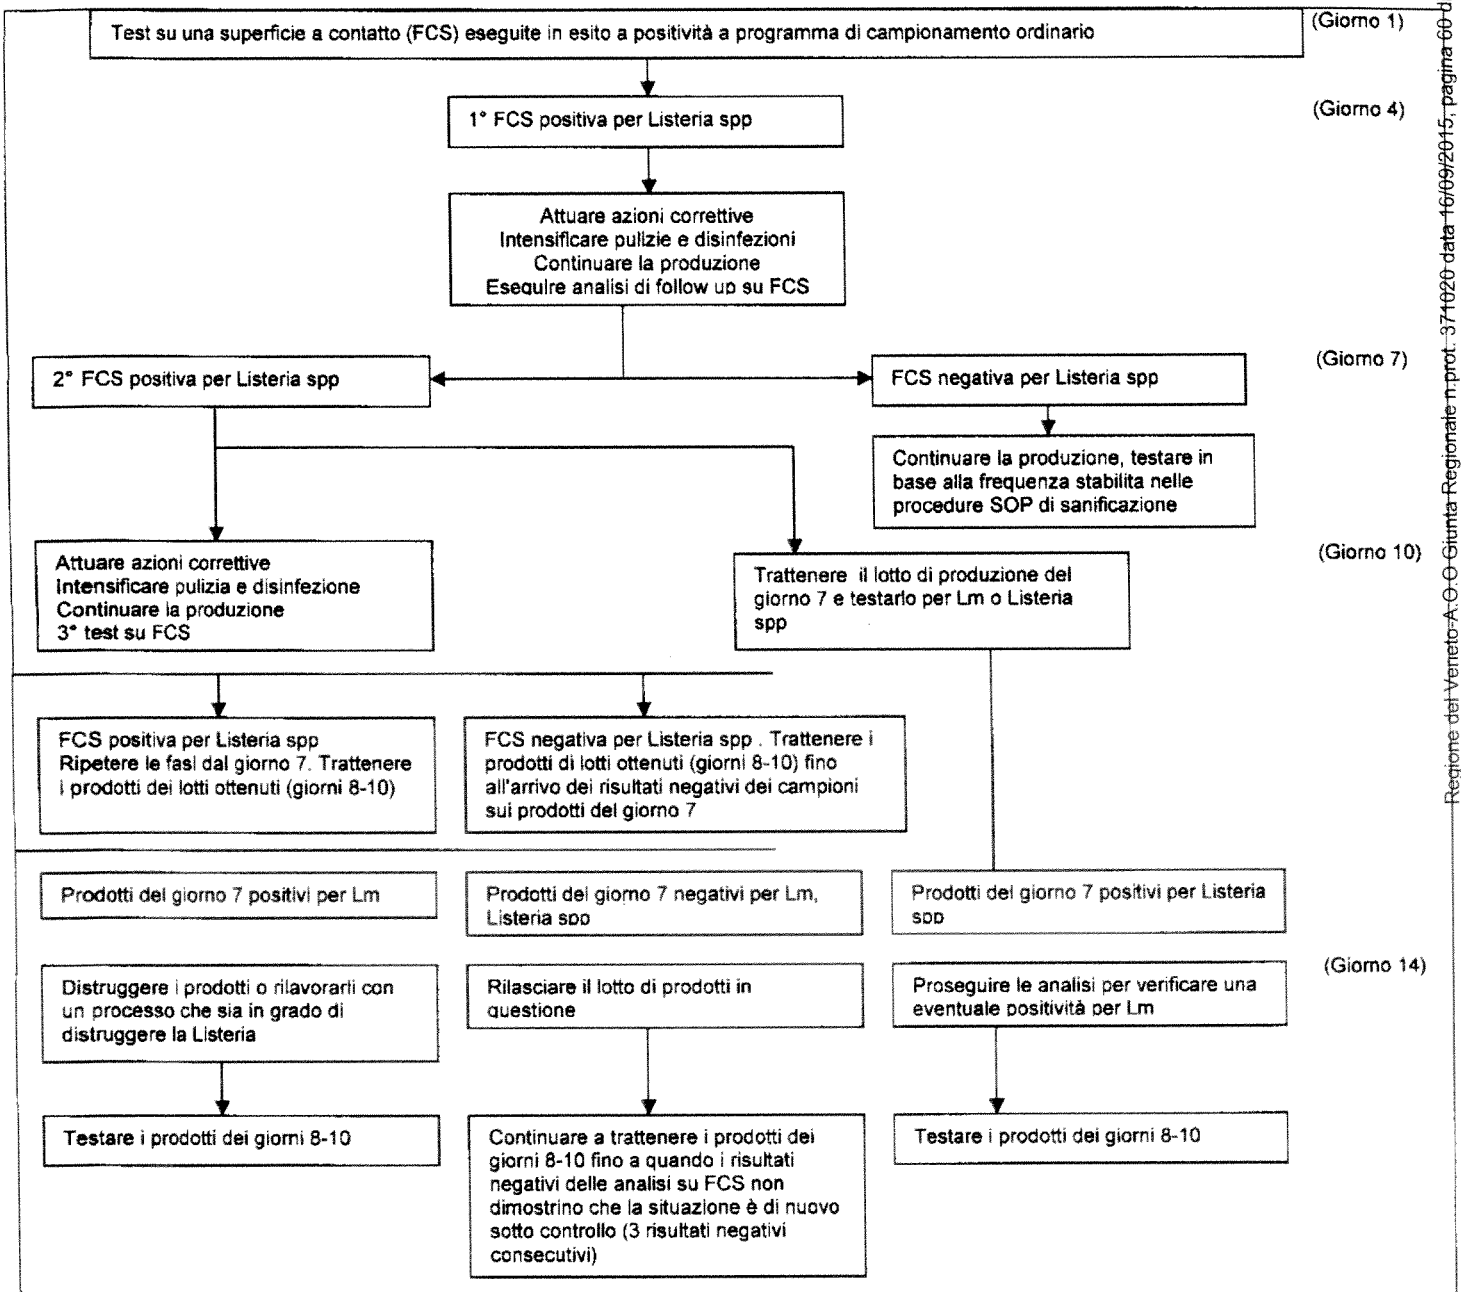 Test su una superficie a contatto (FCS) eseguite in esito a positività a programma di campionamento ordinario
(Giorno 1)
1° FCS positiva per Listeria spp
(Giorno 4)
Attuare azioni correttive
Intensificare pulizie e disinfezioni
Continuare la produzione
Eseguire analisi di follow up su FCS
2° FCS positiva per Listeria spp
FCS negativa per Listeria spp
(Giorno 7)
Continuare la produzione, testare in
base alla frequenza stabilita nelle
procedure SOP di sanificazione
Attuare azioni correttive
Intensificare pulizia e disinfezione
Continuare la produzione
3° test su FCS
Trattenere il lotto di produzione del
giorno 7 e testarlo per Lm o Listeria
spp
(Giorno 10)
FCS positiva per Listeria spp
Ripetere le fasi dal giorno 7. Trattenere
i prodotti dei lotti ottenuti (giorni 8-10)
FCS negativa per Listeria spp . Trattenere i
prodotti di lotti ottenuti (giorni 8-10) fino
all'arrivo dei risultati negativi dei campioni
sui prodotti del giorno 7
Prodotti del giorno 7 positivi per Lm
Prodotti del giorno 7 negativi per Lm,
Listeria spp
Prodotti del giorno 7 positivi per Listeria
spp
(Giorno 14)
Distruggere i prodotti o rilavorarli con
un processo che sia in grado di
distruggere la Listeria
Rilasciare il lotto di prodotti in
questione
Proseguire le analisi per verificare una
eventuale positività per Lm
Testare i prodotti dei giorni 8-10
Continuare a trattenere i prodotti dei
giorni 8-10 fino a quando i risultati
negativi delle analisi su FCS non
dimostrino che la situazione è di nuovo
sotto controllo (3 risultati negativi
consecutivi)
Testare i prodotti dei giorni 8-10
Regione del Veneto-A.O.O Giunta Regionale n.prot. 371020 data 16/09/2015, pagina 60 d